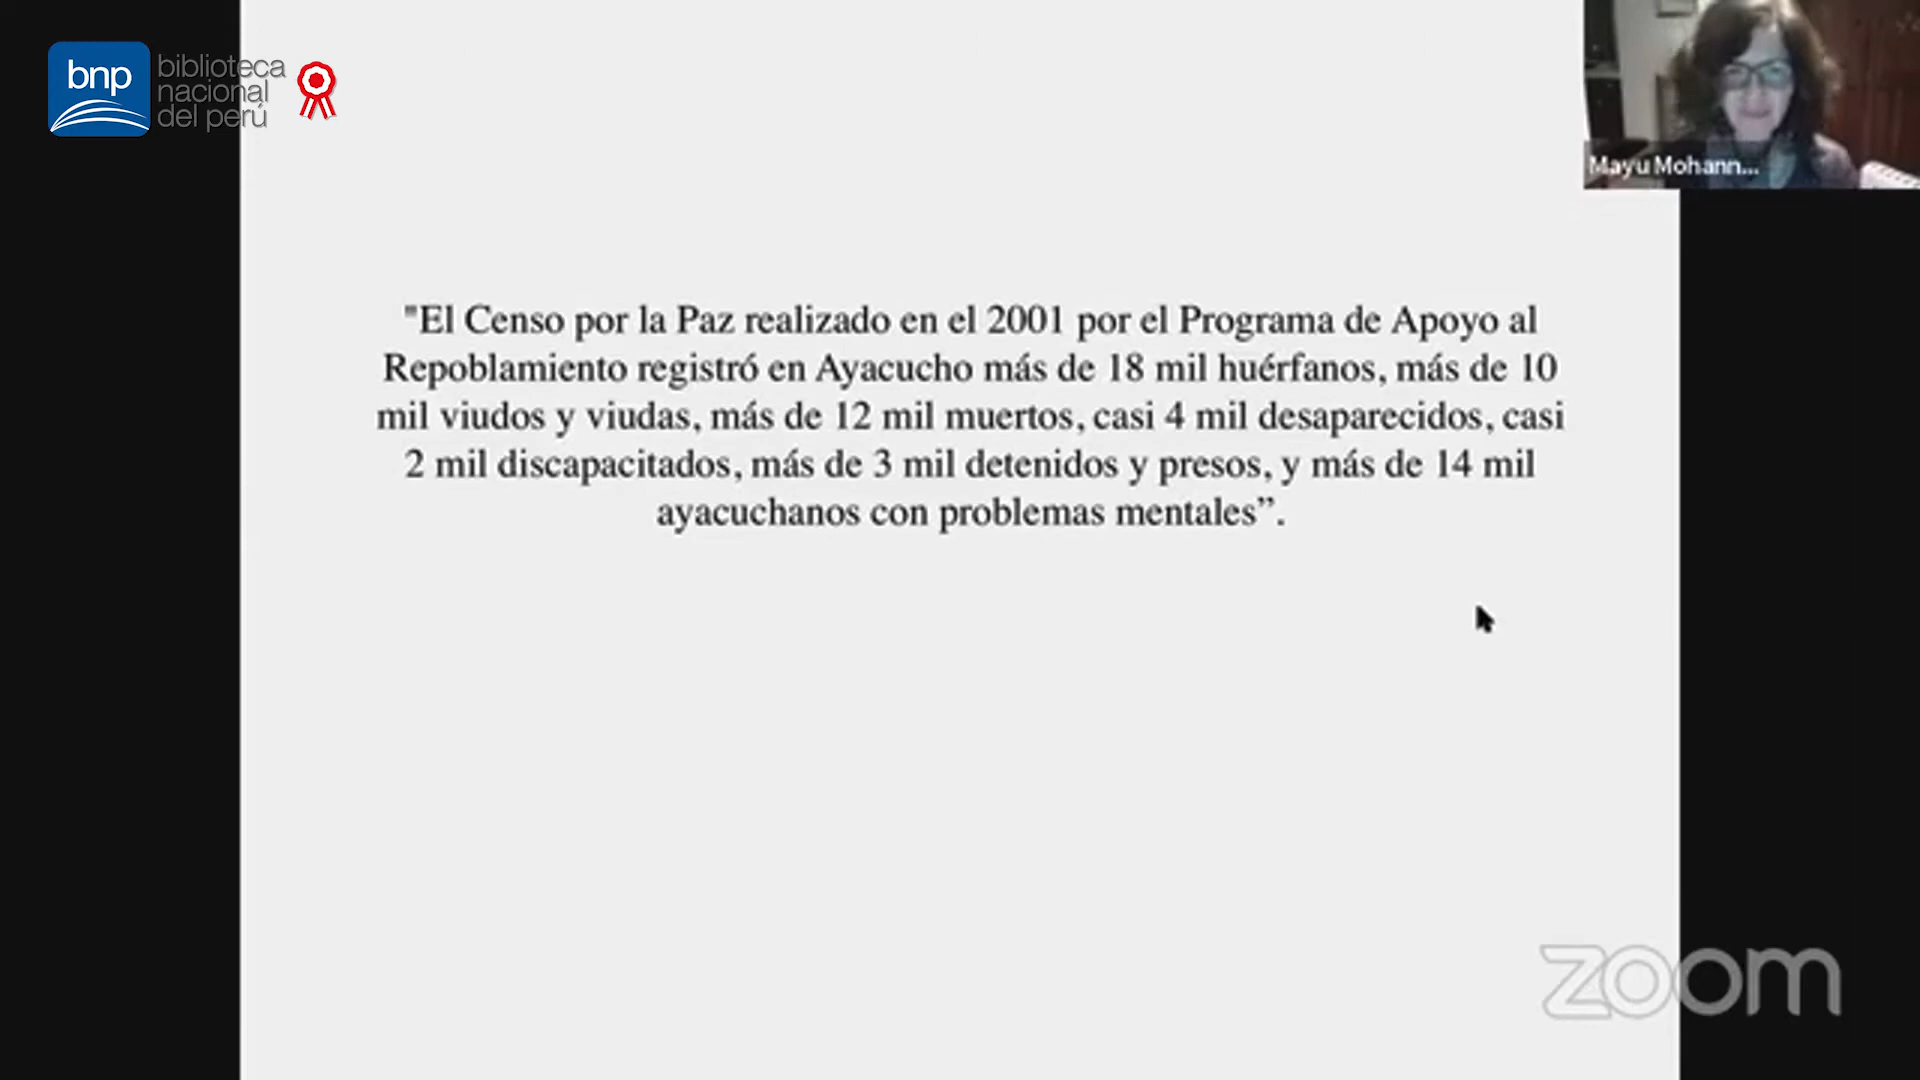 bnp
biblioteca
nacional
del perú
Mayu Mohann...
"El Censo por la Paz realizado en el 2001 por el Programa de Apoyo al
Repoblamiento registró en Ayacucho más de 18 mil huérfanos, más de 10
mil viudos y viudas, más de 12 mil muertos, casi 4 mil desaparecidos, casi
2 mil discapacitados, más de 3 mil detenidos y presos, y más de 14 mil
ayacuchanos con problemas mentales”.
zoom